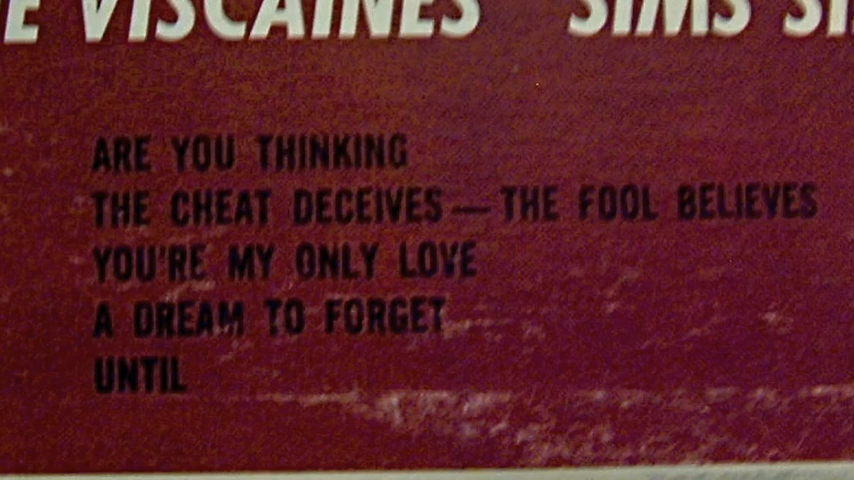 E VISCAINES SIMS
ARE YOU THINKING
THE CHEAT DECEIVES — THE FOOL BELIEVES
YOU'RE MY ONLY LOVE
A DREAM TO FORGET
UNTIL